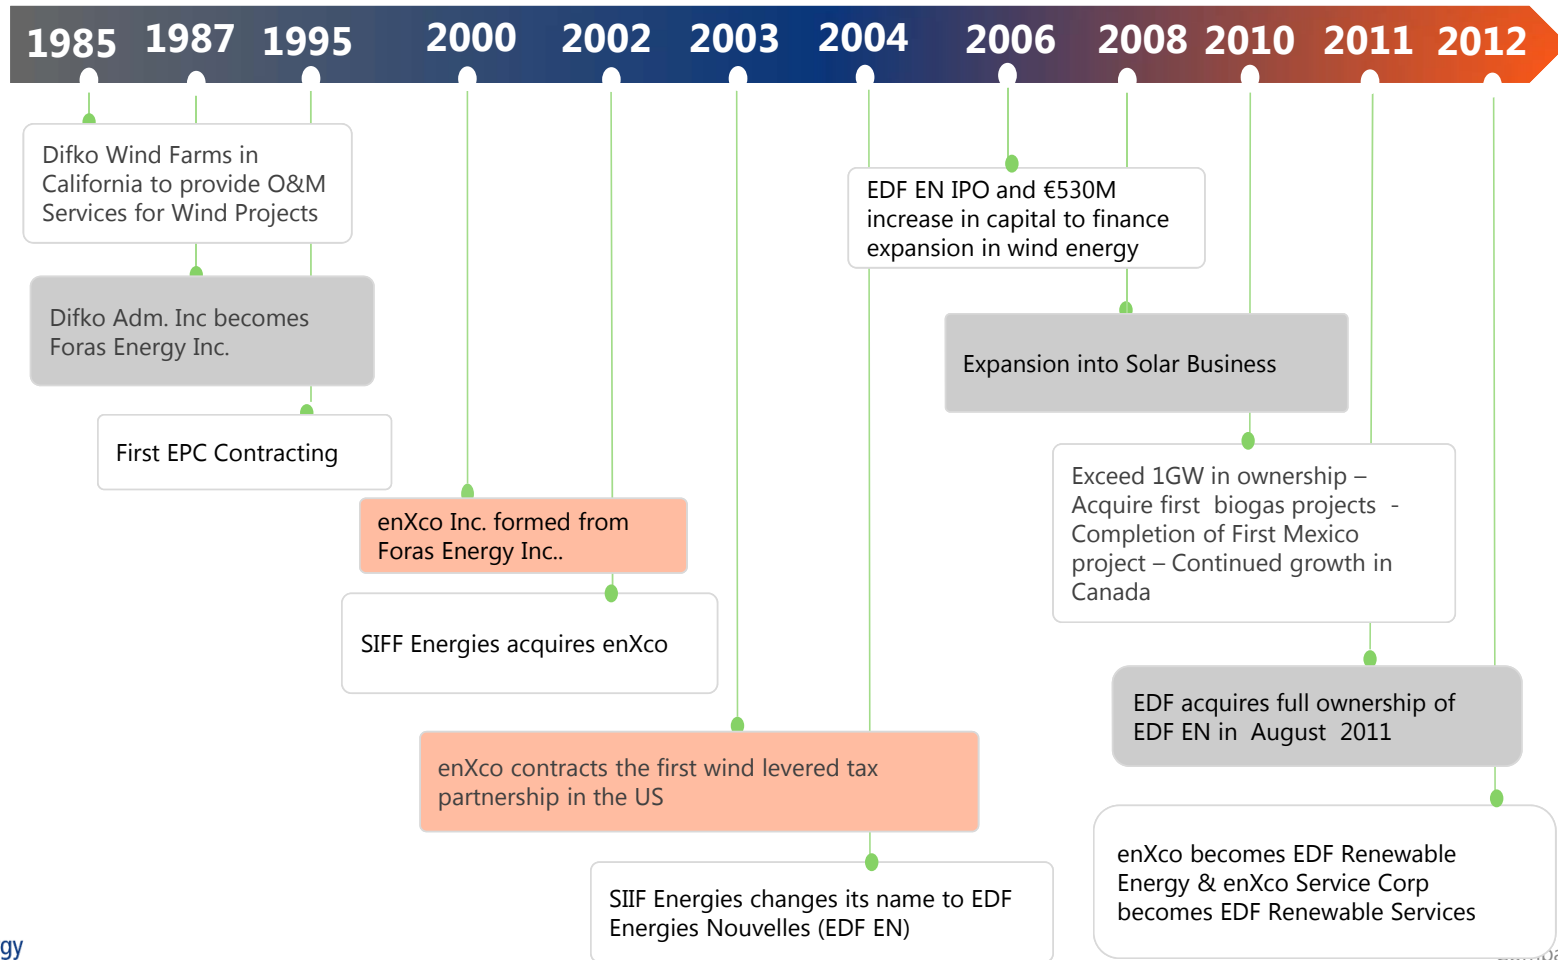 1985 1987 1995 2000 2002 2003 2004 2006 2008 2010 2011 2012
Difko Wind Farms in
California to provide O&M
Services for Wind Projects
Difko Adm. Inc becomes
Foras Energy Inc.
First EPC Contracting
enXco Inc. formed from
Foras Energy Inc..
SIFF Energies acquires enXco
enXco contracts the first wind levered tax
partnership in the US
SIIF Energies changes its name to EDF
Energies Nouvelles (EDF EN)
EDF EN IPO and €530M
increase in capital to finance
expansion in wind energy
Expansion into Solar Business
Exceed 1GW in ownership –
Acquire first biogas projects -
Completion of First Mexico
project – Continued growth in
Canada
EDF acquires full ownership of
EDF EN in August 2011
enXco becomes EDF Renewable
Energy & enXco Service Corp
becomes EDF Renewable Services
gy